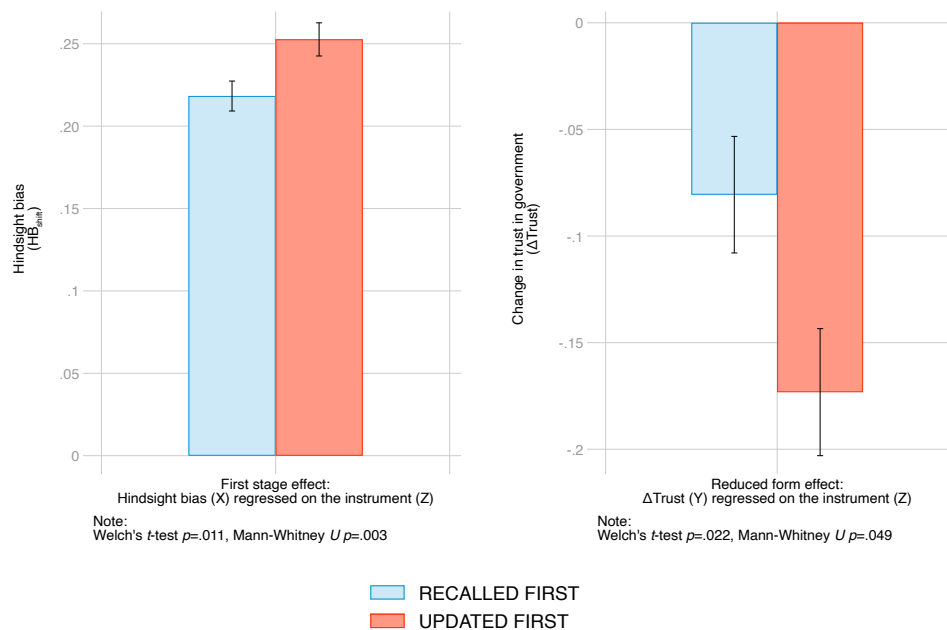 .25
.20
.15
.1
.05
0
Hindsight bias
(HBshift)
First stage effect:
Hindsight bias (X) regressed on the instrument (Z)
Note:
Welch's t-test p=.011, Mann-Whitney U p=.003
0
-.05
-.1
-.15
-.2
Change in trust in government
(ΔTrust)
Reduced form effect:
ΔTrust (Y) regressed on the instrument (Z)
Note:
Welch's t-test p=.022, Mann-Whitney U p=.049
RECALLED FIRST
UPDATED FIRST